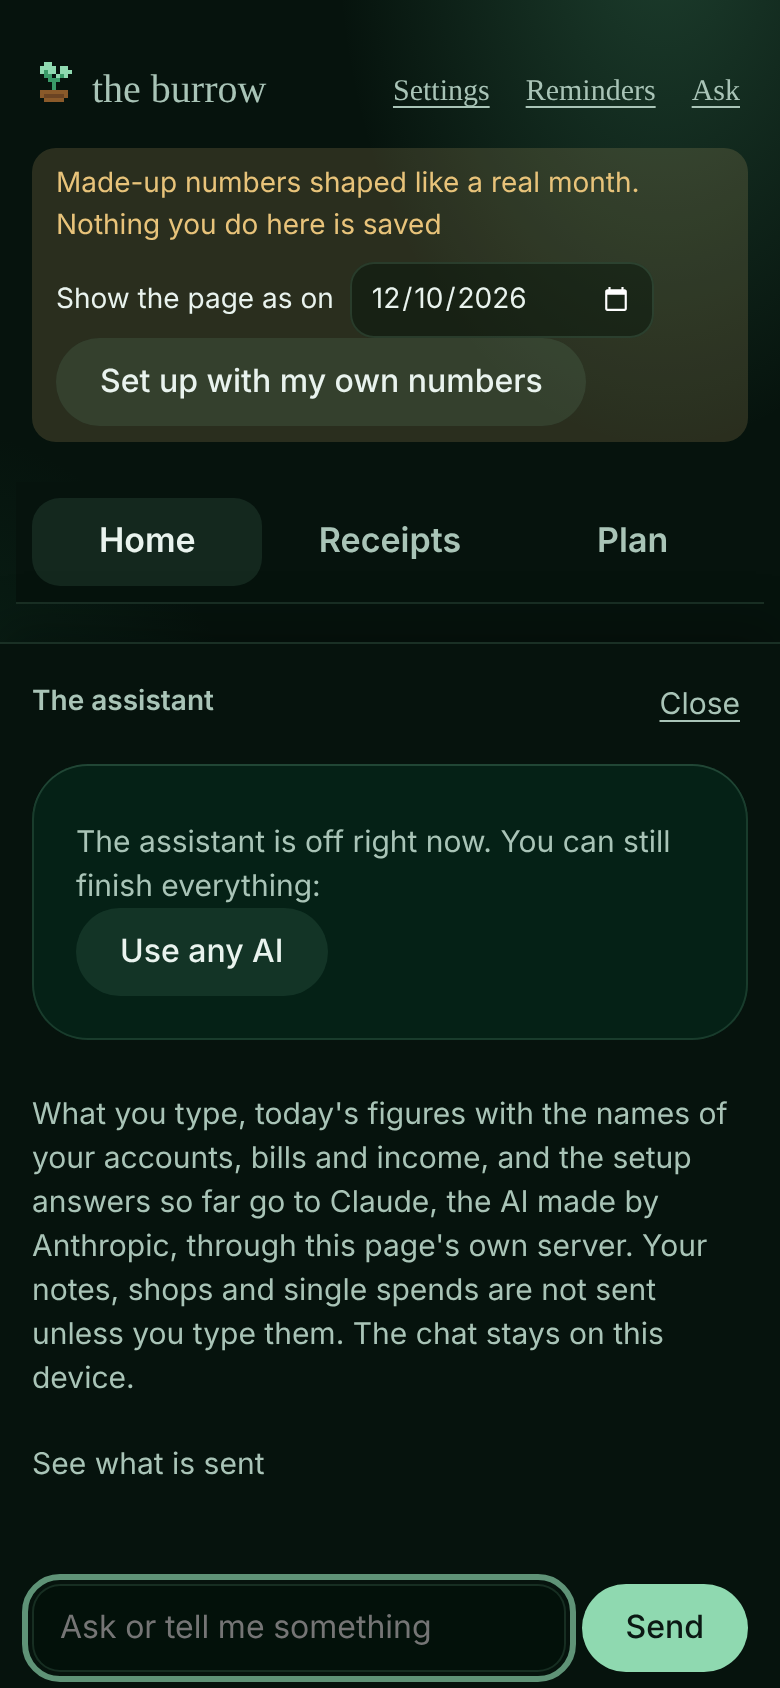 the burrow
Settings
Reminders
Ask
Made-up numbers shaped like a real month.
Nothing you do here is saved
Show the page as on
12/10/2026
Set up with my own numbers
Home
Receipts
Plan
The assistant
Close
The assistant is off right now. You can still
finish everything:
Use any AI
What you type, today's figures with the names of
your accounts, bills and income, and the setup
answers so far go to Claude, the AI made by
Anthropic, through this page's own server. Your
notes, shops and single spends are not sent
unless you type them. The chat stays on this
device.
See what is sent
Ask or tell me something
Send